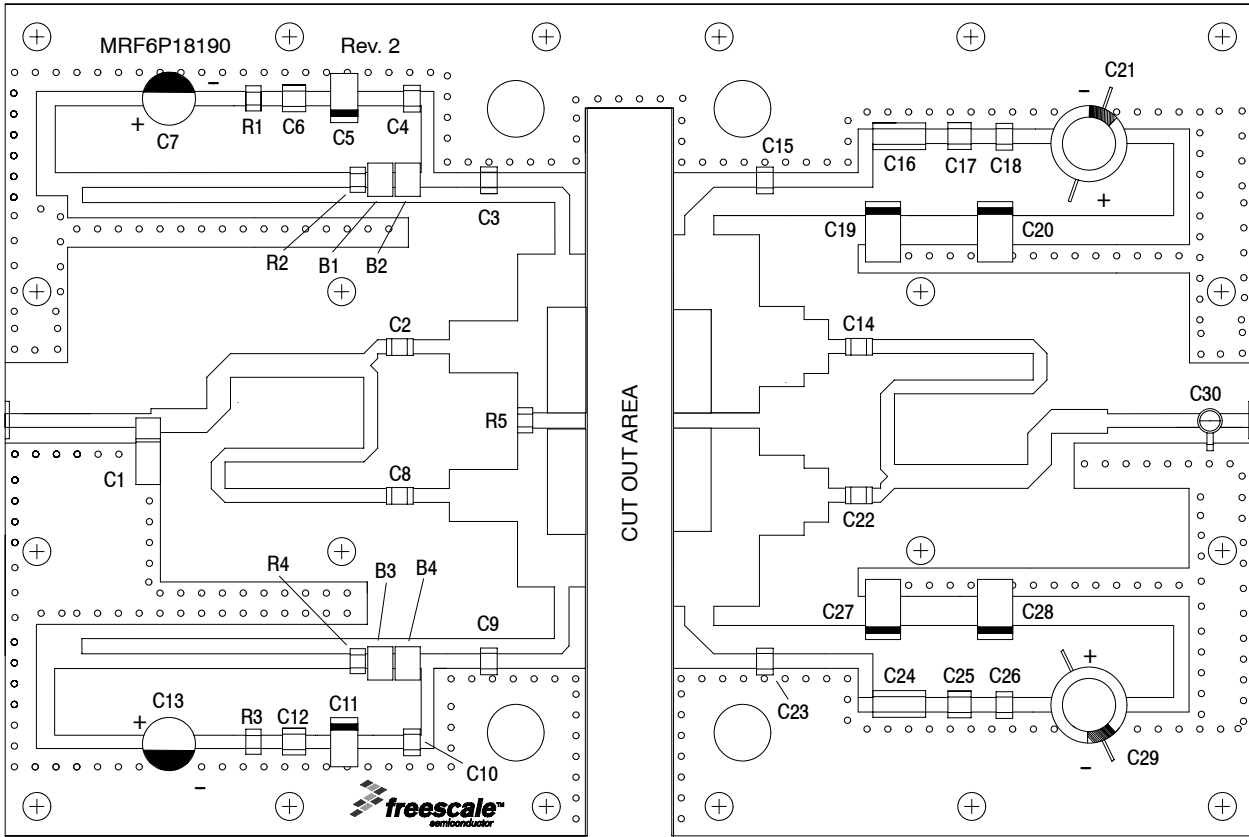 MRF6P18190 Rev. 2
C21
-
-
+
C7
R1
C6
C5
C4
C15
C16
C17
C18
+
C3
R2
B1
B2
C19
C20
C2
C14
R5
CUT OUT AREA
C30
C1
C8
C22
R4
B3
B4
C9
C27
C28
C13
+
R3
C12
C11
C10
-
C23
C24
C25
C26
+
C29
-
freescale™
semiconductor